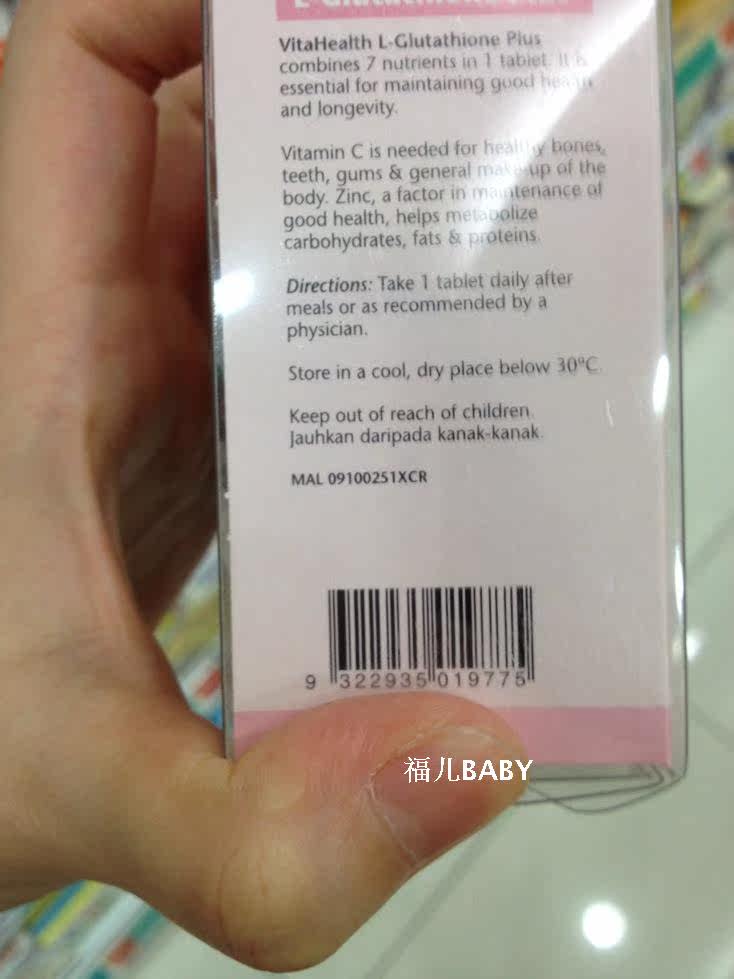 VitaHealth L-Glutathione Plus
combines 7 nutrients in 1 tablet. It is
essential for maintaining good health
and longevity.
Vitamin C is needed for healthy bones,
teeth, gums & general make-up of the
body. Zinc, a factor in maintenance of
good health, helps metabolize
carbohydrates, fats & proteins.
Directions: Take 1 tablet daily after
meals or as recommended by a
physician.
Store in a cool, dry place below 30ºC.
Keep out of reach of children.
Jauhkan daripada kanak-kanak.
MAL 09100251XCR
9 322935 019775
福儿BABY